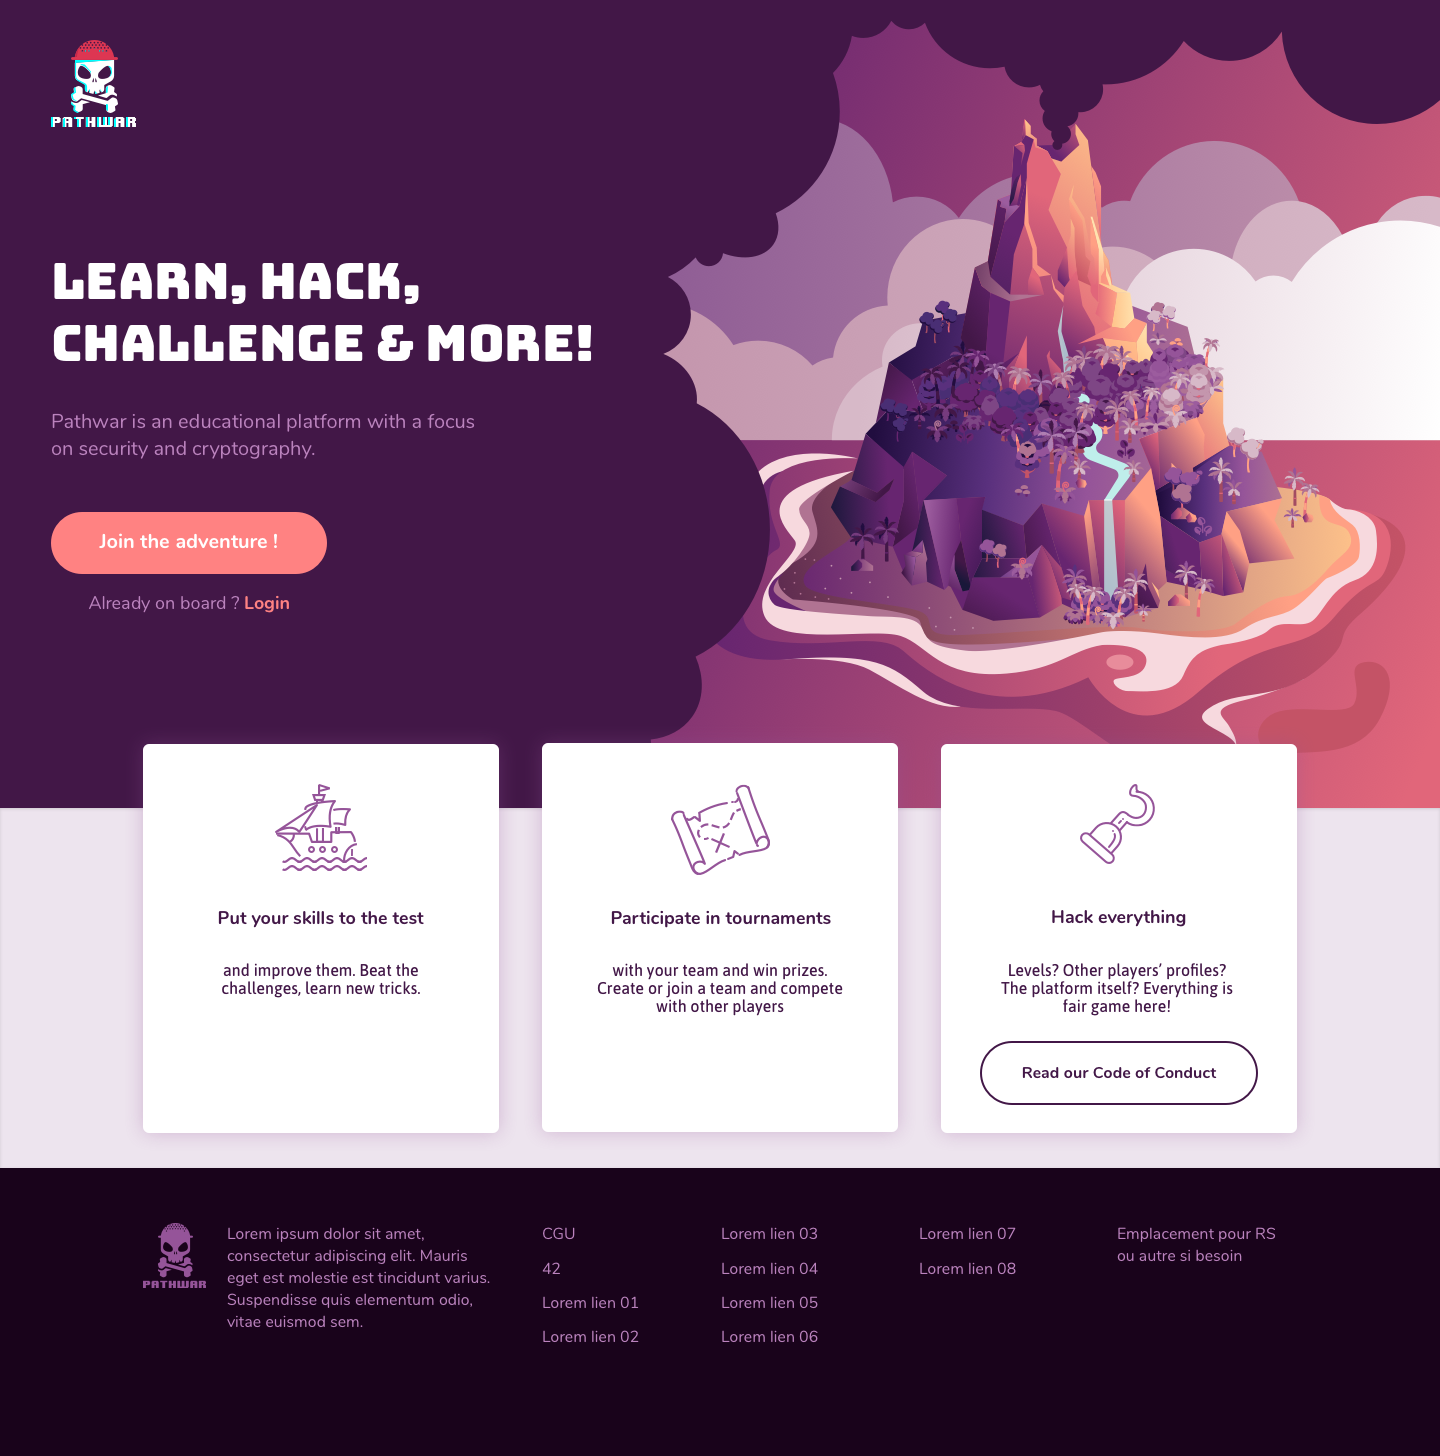 PATHWAR
LEARN, HACK,
CHALLENGE & MORE!
Pathwar is an educational platform with a focus
on security and cryptography.
Join the adventure !
Already on board ? Login
Put your skills to the test
and improve them. Beat the
challenges, learn new tricks.
Participate in tournaments
with your team and win prizes.
Create or join a team and compete
with other players
Hack everything
Levels? Other players’ profiles?
The platform itself? Everything is
fair game here!
Read our Code of Conduct
PATHWAR
Lorem ipsum dolor sit amet,
consectetur adipiscing elit. Mauris
eget est molestie est tincidunt varius.
Suspendisse quis elementum odio,
vitae euismod sem.
CGU
42
Lorem lien 01
Lorem lien 02
Lorem lien 03
Lorem lien 04
Lorem lien 05
Lorem lien 06
Lorem lien 07
Lorem lien 08
Emplacement pour RS
ou autre si besoin